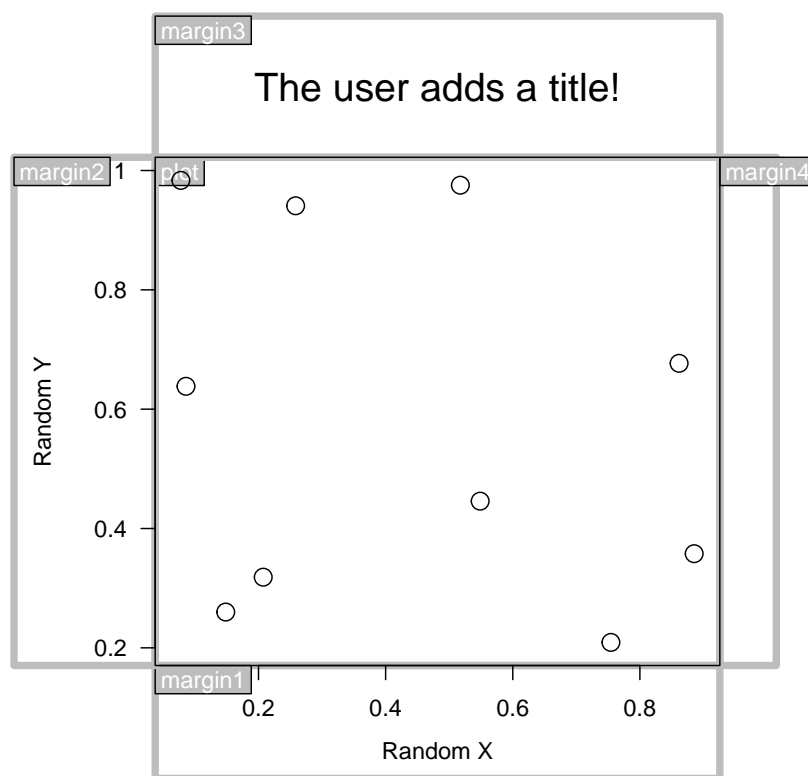 margin3
The user adds a title!
margin2
1
plot
margin4
0.8
0.6
0.4
0.2
Random Y
margin1
0.2 0.4 0.6 0.8
Random X